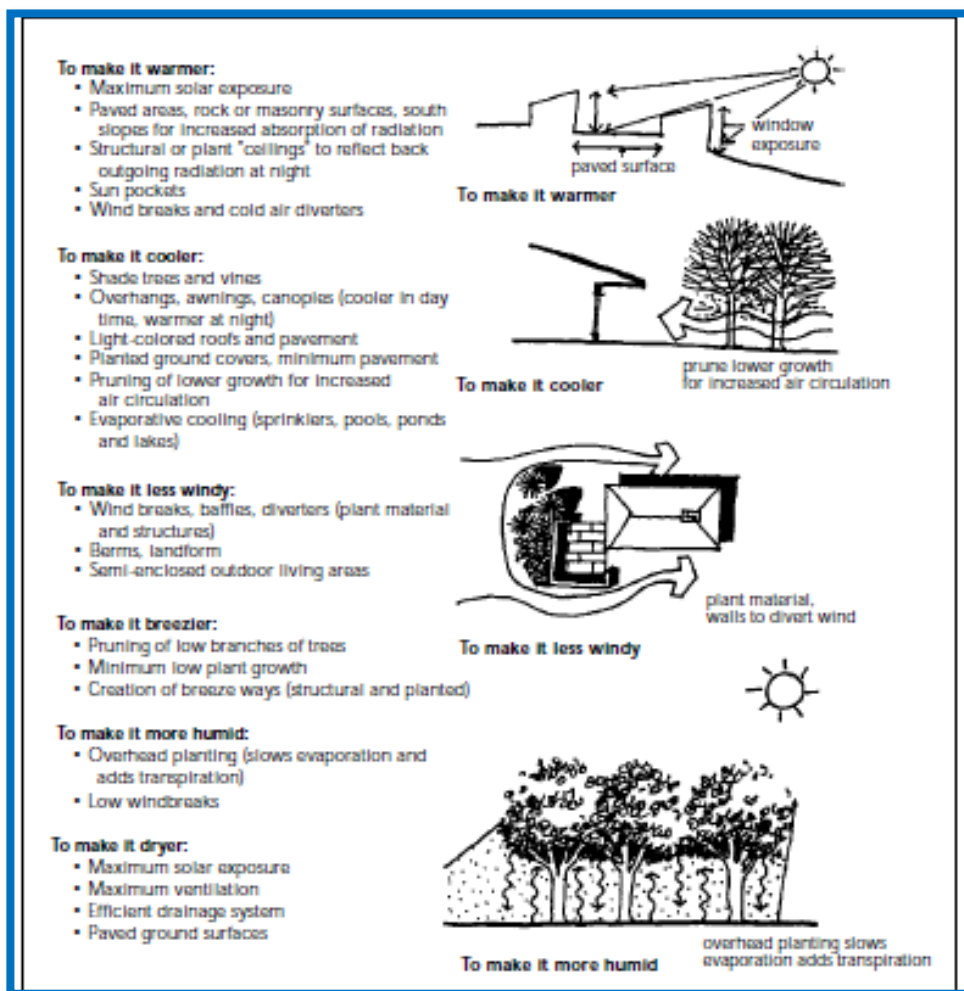 To make it warmer:
• Maximum solar exposure
• Paved areas, rock or masonry surfaces, south
slopes for increased absorption of radiation
• Structural or plant "ceilings" to reflect back
outgoing radiation at night
• Sun pockets
• Wind breaks and cold air diverters
To make it cooler:
• Shade trees and vines
• Overhangs, awnings, canopies (cooler in day
time, warmer at night)
• Light-colored roofs and pavement
• Planted ground covers, minimum pavement
• Pruning of lower growth for increased
air circulation
• Evaporative cooling (sprinklers, pools, ponds
and lakes)
To make it less windy:
• Wind breaks, baffles, diverters (plant material
and structures)
• Berms, landform
• Semi-enclosed outdoor living areas
To make it breezier:
• Pruning of low branches of trees
• Minimum low plant growth
• Creation of breeze ways (structural and planted)
To make it more humid:
• Overhead planting (slows evaporation and
adds transpiration)
• Low windbreaks
To make it dryer:
• Maximum solar exposure
• Maximum ventilation
• Efficient drainage system
• Paved ground surfaces
window
exposure
paved surface
To make it warmer
prune lower growth
for increased air circulation
To make it cooler
plant material,
walls to divert wind
To make it less windy
overhead planting slows
evaporation adds transpiration
To make it more humid